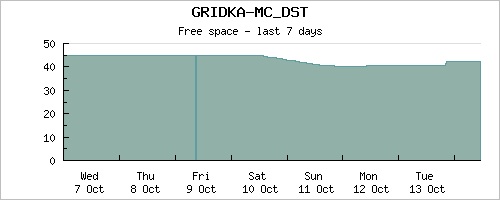 GRIDKA-MC_DST
Free space - last 7 days
50
40
30
20
10
0
Wed Thu Fri Sat Sun Mon Tue
7 Oct 8 Oct 9 Oct 10 Oct 11 Oct 12 Oct 13 Oct